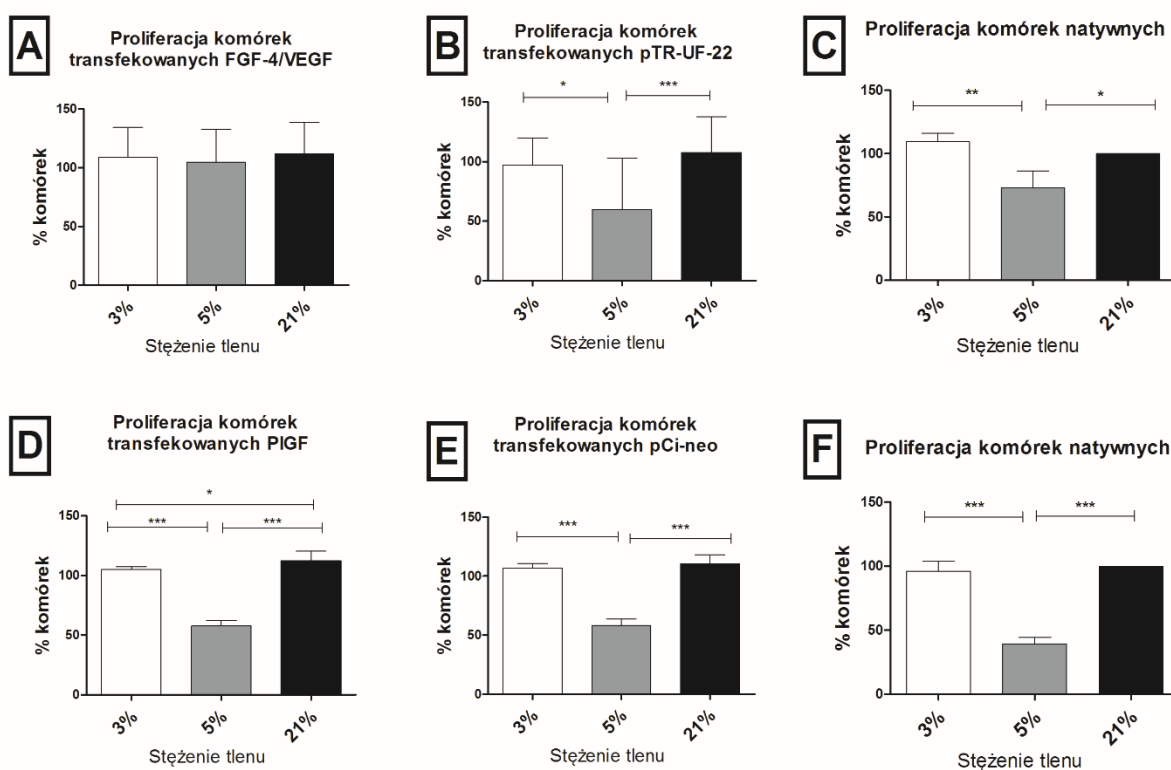 A
Proliferacja komórek
transfekowanych FGF-4/VEGF
150
100
50
0
% komórek
3%
5%
21%
Stężenie tlenu
B
Proliferacja komórek
transfekowanych pTR-UF-22
*
***
150
100
50
0
% komórek
3%
5%
21%
Stężenie tlenu
C
Proliferacja komórek natywnych
**
*
150
100
50
0
% komórek
3%
5%
21%
Stężenie tlenu
D
Proliferacja komórek
transfekowanych PlGF
*
***
***
150
100
50
0
% komórek
3%
5%
21%
Stężenie tlenu
E
Proliferacja komórek
transfekowanych pCi-neo
***
***
150
100
50
0
% komórek
3%
5%
21%
Stężenie tlenu
F
Proliferacja komórek natywnych
***
***
150
100
50
0
% komórek
3%
5%
21%
Stężenie tlenu